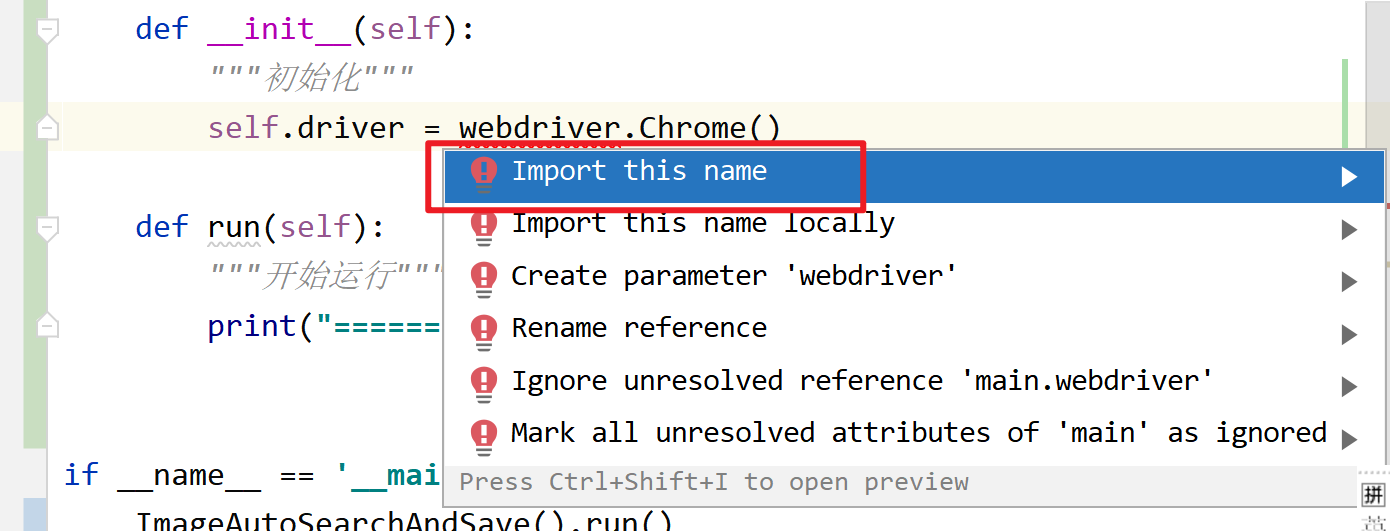 def __init__(self):
"""初始化"""
self.driver = webdriver.Chrome()
Import this name
Import this name locally
def run(self):
"""开始运行"""
Create parameter 'webdriver'
print("======
Rename reference
Ignore unresolved reference 'main.webdriver'
Mark all unresolved attributes of 'main' as ignored
if __name__ == '__mai
Press Ctrl+Shift+I to open preview
拼
ImageAutoSearchAndSave().run()